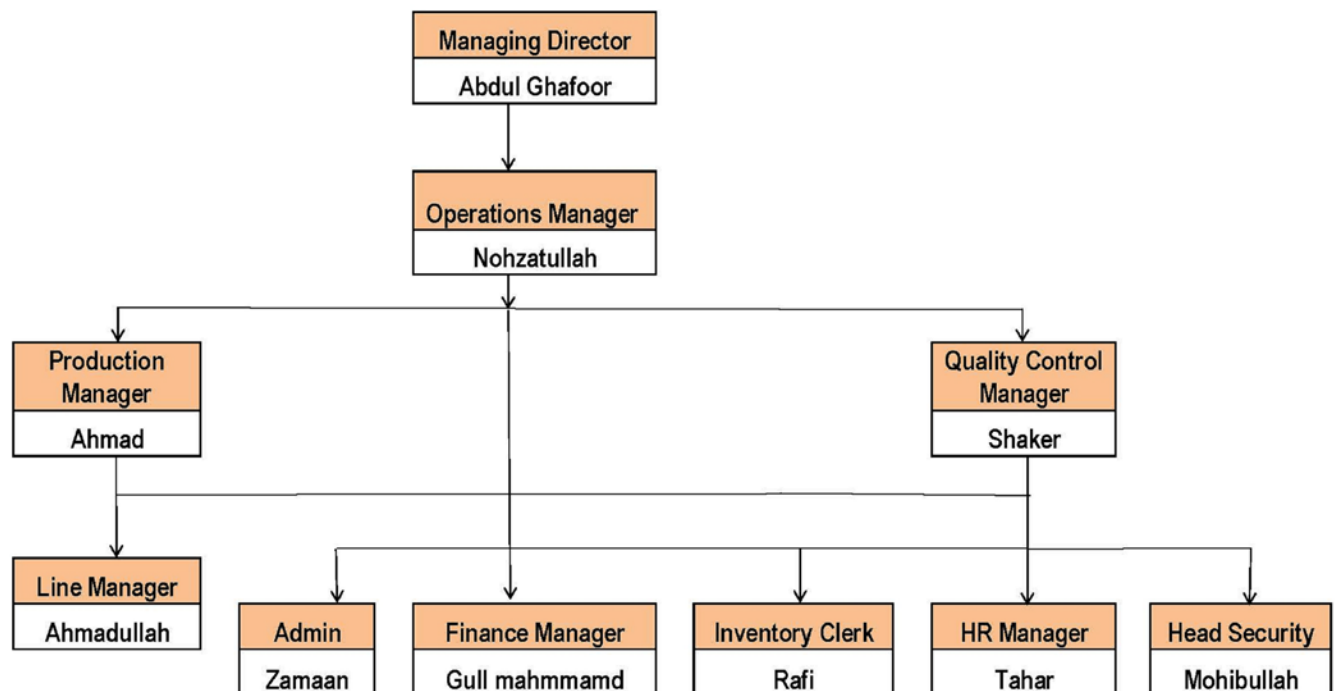 Managing Director
Abdul Ghafoor
Operations Manager
Nohzatullah
Production
Manager
Ahmad
Quality Control
Manager
Shaker
Line Manager
Ahmadullah
Admin
Zamaan
Finance Manager
Gull mahmmamd
Inventory Clerk
Rafi
HR Manager
Tahar
Head Security
Mohibullah